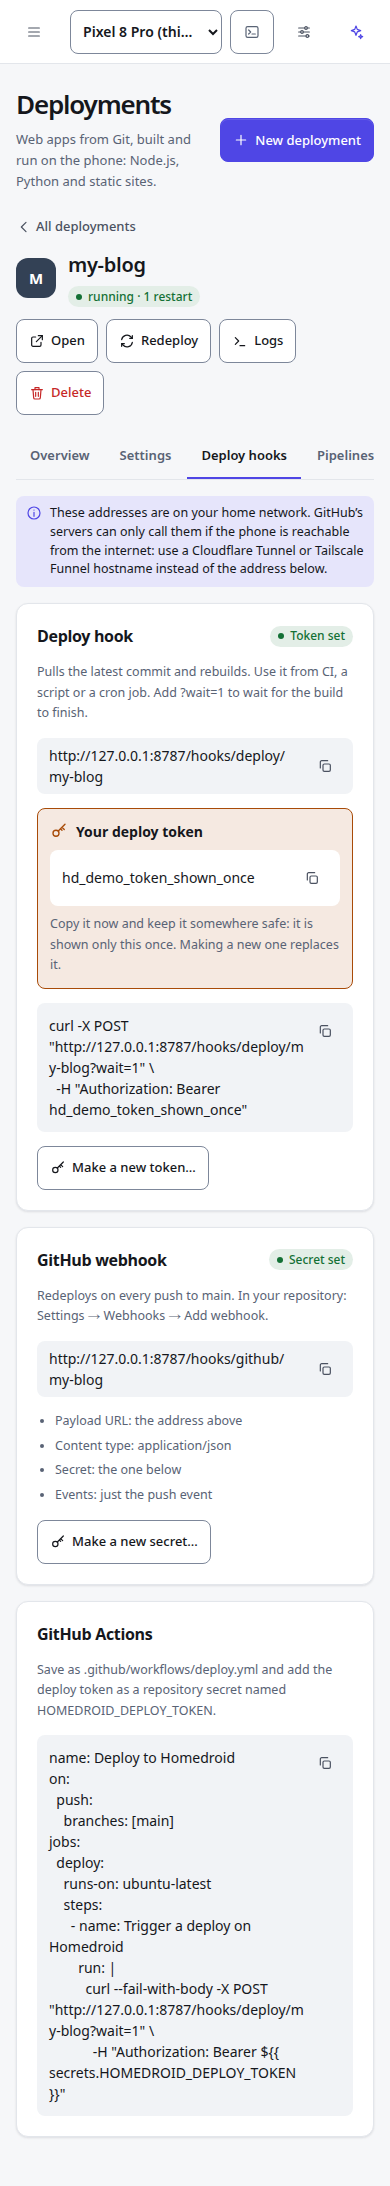 Pixel 8 Pro (thi...
Deployments
Web apps from Git, built and
run on the phone: Node.js,
Python and static sites.
New deployment
All deployments
M
my-blog
running · 1 restart
Open
Redeploy
Logs
Delete
Overview
Settings
Deploy hooks
Pipelines
These addresses are on your home network. GitHub's
servers can only call them if the phone is reachable
from the internet: use a Cloudflare Tunnel or Tailscale
Funnel hostname instead of the address below.
Deploy hook
Token set
Pulls the latest commit and rebuilds. Use it from CI, a
script or a cron job. Add ?wait=1 to wait for the build
to finish.
http://127.0.0.1:8787/hooks/deploy/
my-blog
Your deploy token
hd_demo_token_shown_once
Copy it now and keep it somewhere safe: it is
shown only this once. Making a new one replaces
it.
curl -X POST
"http://127.0.0.1:8787/hooks/deploy/m
y-blog?wait=1" \
-H "Authorization: Bearer
hd_demo_token_shown_once"
Make a new token...
GitHub webhook
Secret set
Redeploys on every push to main. In your repository:
Settings → Webhooks → Add webhook.
http://127.0.0.1:8787/hooks/github/
my-blog
• Payload URL: the address above
• Content type: application/json
• Secret: the one below
• Events: just the push event
Make a new secret...
GitHub Actions
Save as .github/workflows/deploy.yml and add the
deploy token as a repository secret named
HOMEDROID_DEPLOY_TOKEN.
name: Deploy to Homedroid
on:
push:
branches: [main]
jobs:
deploy:
runs-on: ubuntu-latest
steps:
- name: Trigger a deploy on
Homedroid
run: |
curl --fail-with-body -X POST
"http://127.0.0.1:8787/hooks/deploy/m
y-blog?wait=1" \
-H "Authorization: Bearer ${{
secrets.HOMEDROID_DEPLOY_TOKEN
}}"